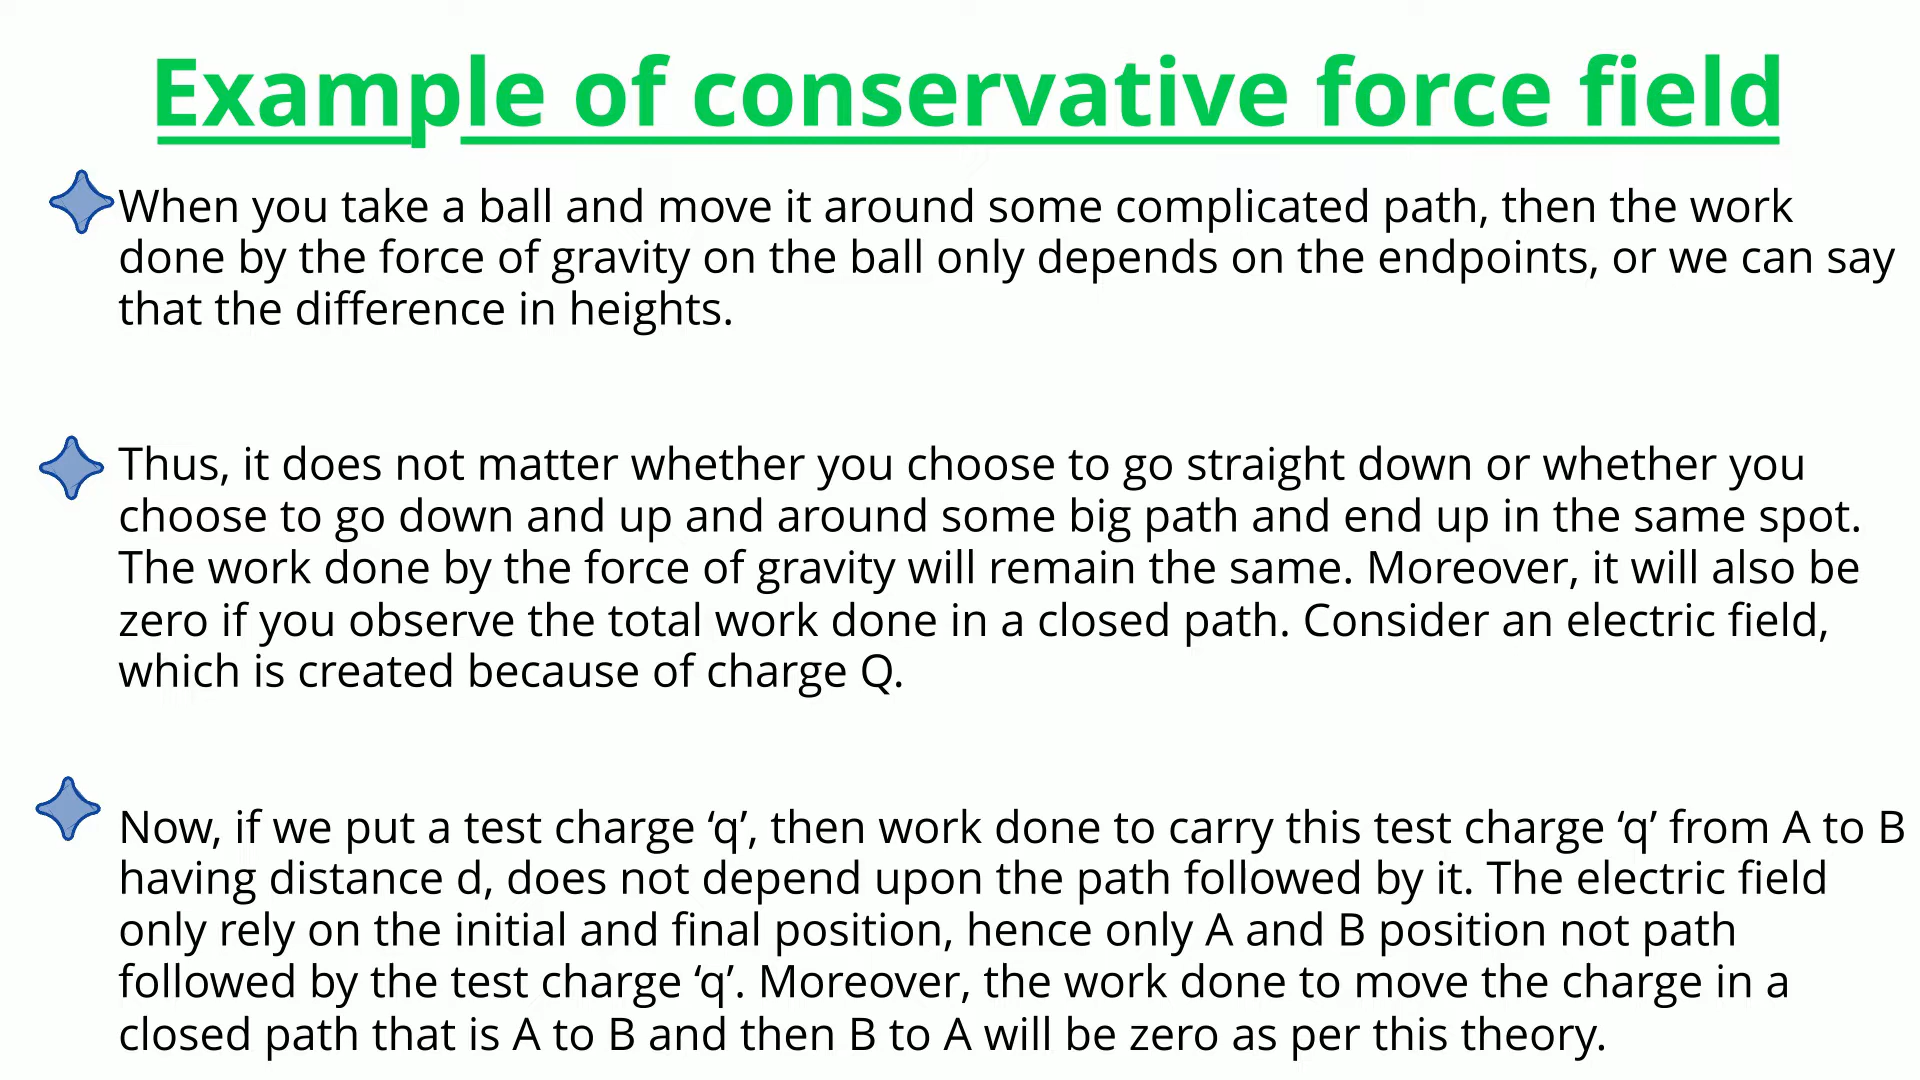 Example of conservative force field
When you take a ball and move it around some complicated path, then the work
done by the force of gravity on the ball only depends on the endpoints, or we can say
that the difference in heights.
Thus, it does not matter whether you choose to go straight down or whether you
choose to go down and up and around some big path and end up in the same spot.
The work done by the force of gravity will remain the same. Moreover, it will also be
zero if you observe the total work done in a closed path. Consider an electric field,
which is created because of charge Q.
Now, if we put a test charge ‘q’, then work done to carry this test charge ‘q’ from A to B
having distance d, does not depend upon the path followed by it. The electric field
only rely on the initial and final position, hence only A and B position not path
followed by the test charge ‘q’. Moreover, the work done to move the charge in a
closed path that is A to B and then B to A will be zero as per this theory.